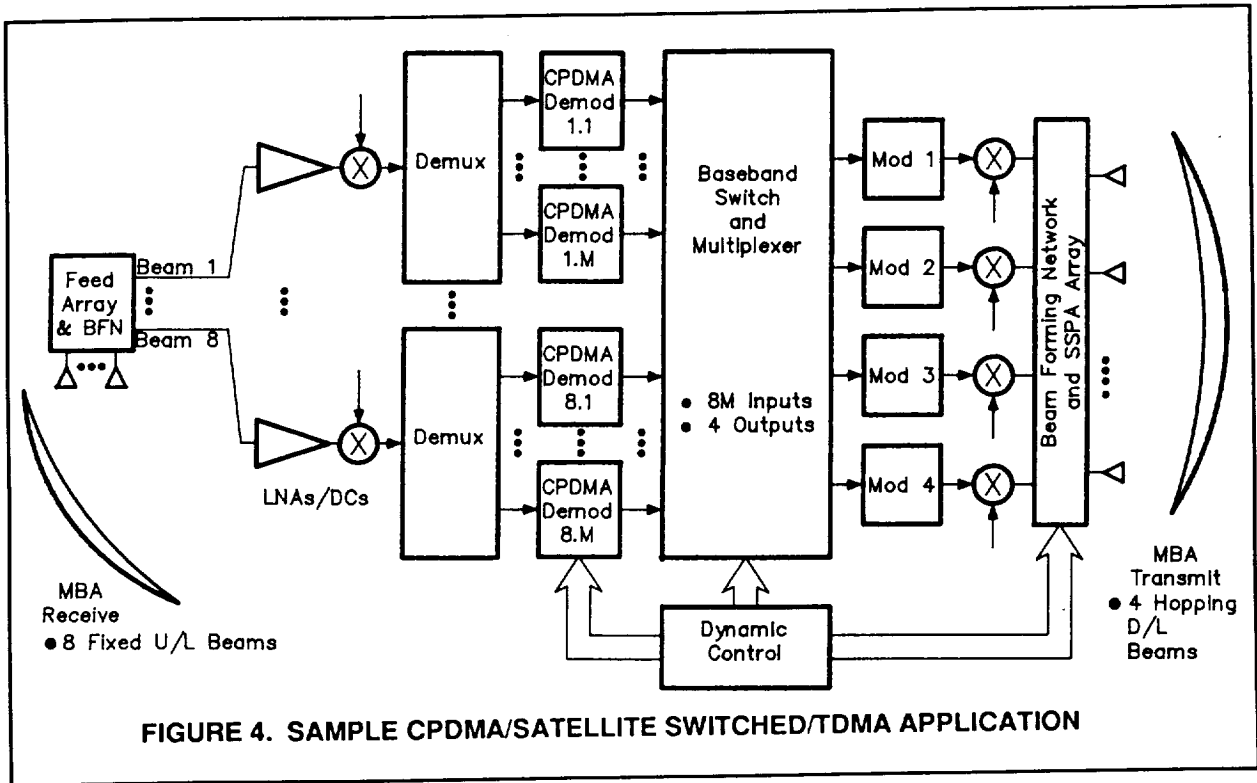 Feed
Array
& BFN
Beam 1
Beam 8
MBA
Receive
● 8 Fixed U/L Beams
X
X
LNAs/DCs
Demux
Demux
CPDMA
Demod
1.1
CPDMA
Demod
1.M
CPDMA
Demod
8.1
CPDMA
Demod
8.M
Baseband
Switch
and
Multiplexer
● 8M Inputs
● 4 Outputs
Dynamic
Control
Mod 1
Mod 2
Mod 3
Mod 4
X
X
X
X
Beam Forming Network
and SSPA Array
MBA
Transmit
● 4 Hopping
D/L
Beams
FIGURE 4. SAMPLE CPDMA/SATELLITE SWITCHED/TDMA APPLICATION